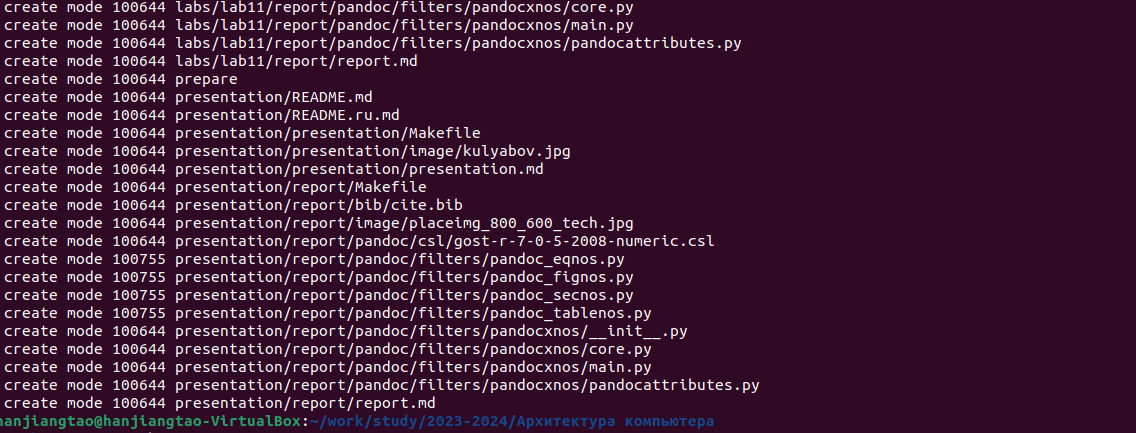 create mode 100644 labs/lab11/report/pandoc/filters/pandocxnos/core.py
create mode 100644 labs/lab11/report/pandoc/filters/pandocxnos/main.py
create mode 100644 labs/lab11/report/pandoc/filters/pandocxnos/pandocattributes.py
create mode 100644 labs/lab11/report/report.md
create mode 100644 prepare
create mode 100644 presentation/README.md
create mode 100644 presentation/README.ru.md
create mode 100644 presentation/presentation/Makefile
create mode 100644 presentation/presentation/image/kulyabov.jpg
create mode 100644 presentation/presentation/presentation.md
create mode 100644 presentation/report/Makefile
create mode 100644 presentation/report/bib/cite.bib
create mode 100644 presentation/report/image/placeimg_800_600_tech.jpg
create mode 100644 presentation/report/pandoc/csl/gost-r-7-0-5-2008-numeric.csl
create mode 100755 presentation/report/pandoc/filters/pandoc_eqnos.py
create mode 100755 presentation/report/pandoc/filters/pandoc_fignos.py
create mode 100755 presentation/report/pandoc/filters/pandoc_secnos.py
create mode 100755 presentation/report/pandoc/filters/pandoc_tablenos.py
create mode 100644 presentation/report/pandoc/filters/pandocxnos/__init__.py
create mode 100644 presentation/report/pandoc/filters/pandocxnos/core.py
create mode 100644 presentation/report/pandoc/filters/pandocxnos/main.py
create mode 100644 presentation/report/pandoc/filters/pandocxnos/pandocattributes.py
create mode 100644 presentation/report/report.md
hanjiangtao@hanjiangtao-VirtualBox:~/work/study/2023-2024/Архитектура компьютера